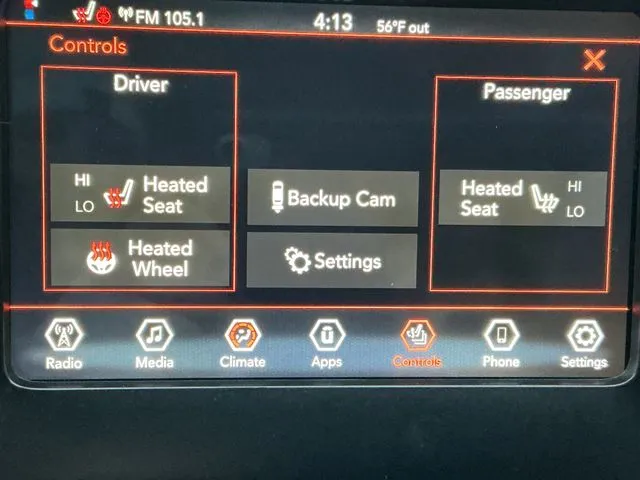 FM 105.1 4:13 56°F out
Controls
Driver
HI
LO
Heated
Seat
Heated
Wheel
Backup Cam
Settings
Passenger
Heated
Seat
HI
LO
Radio Media Climate Apps Controls Phone Settings